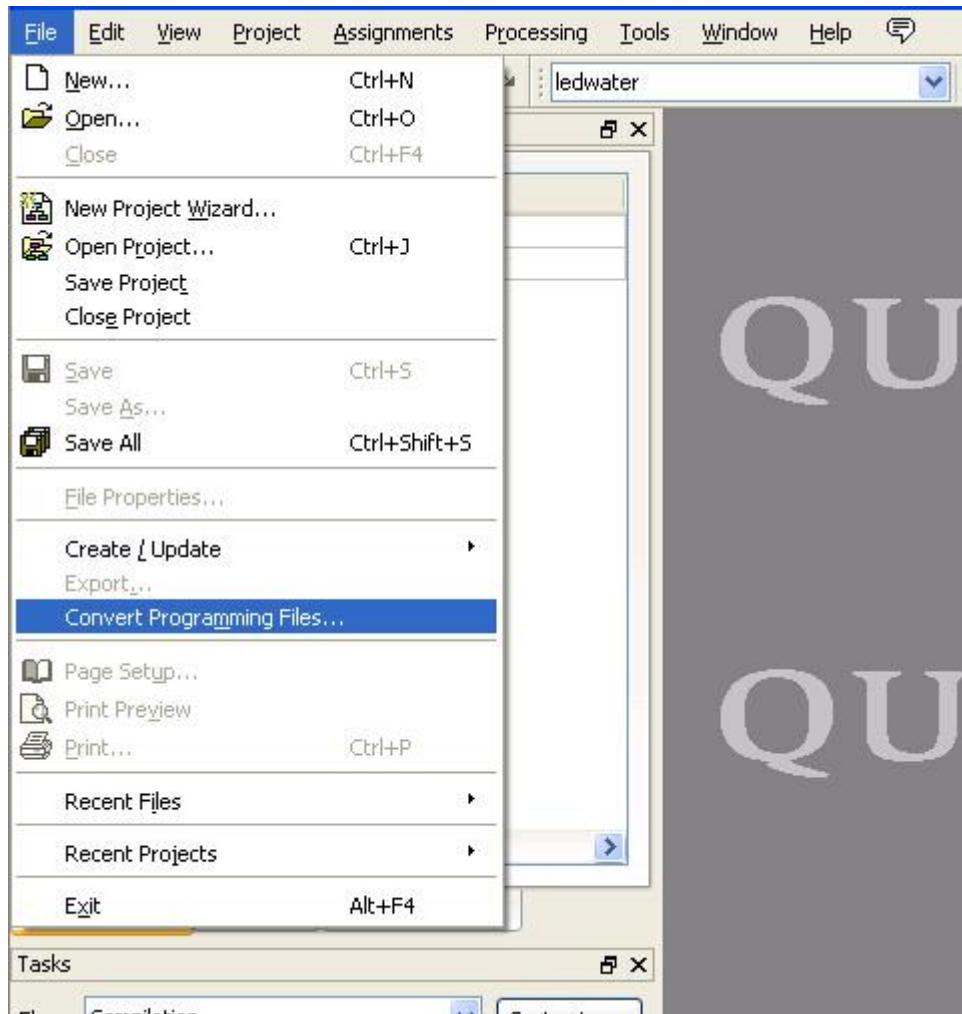 File Edit View Project Assignments Processing Tools Window Help
New... Ctrl+N
ledwater
Open... Ctrl+O
Close Ctrl+F4
New Project Wizard...
Open Project... Ctrl+J
Save Project
Close Project
Save Ctrl+S
Save As...
Save All Ctrl+Shift+S
File Properties...
Create / Update
Export...
Convert Programming Files...
Page Setup...
Print Preview
Print... Ctrl+P
Recent Files
Recent Projects
Exit Alt+F4
QU
QU
Tasks
Compilation